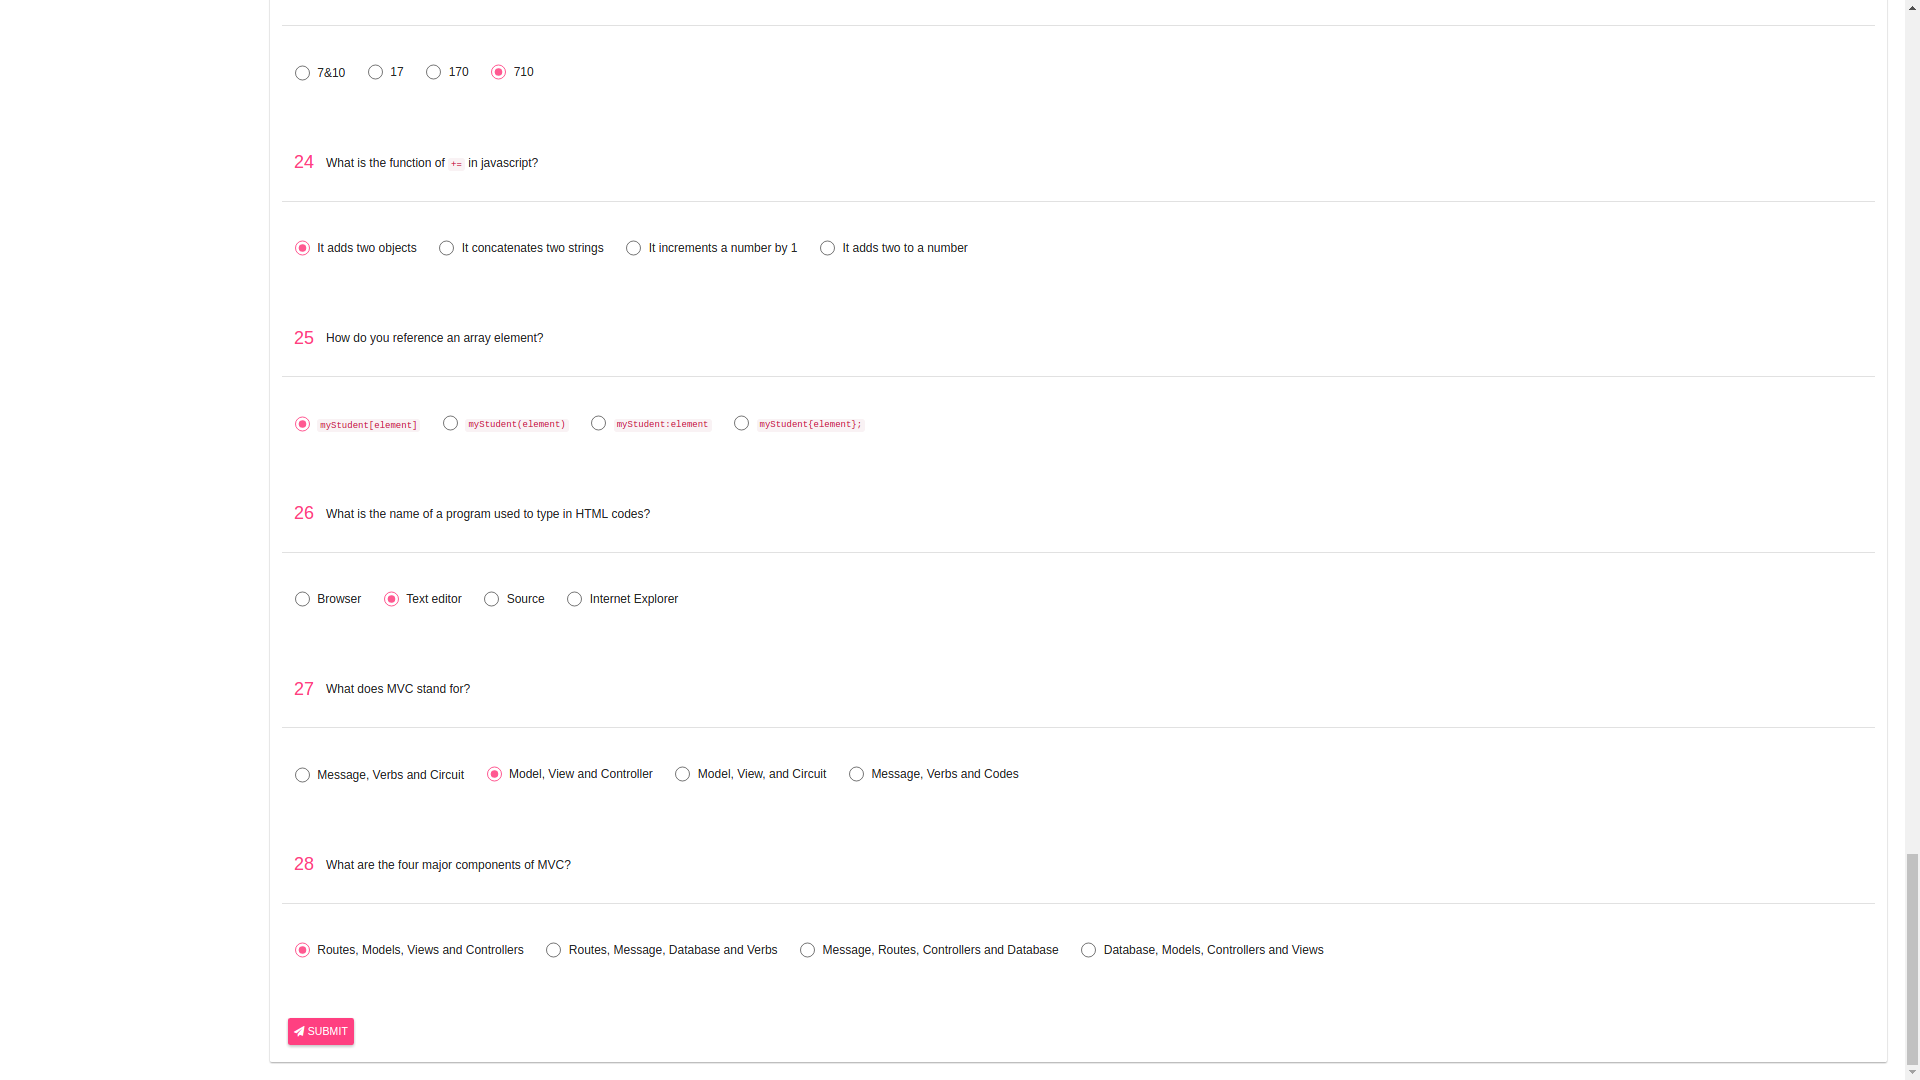 7&10 17 170 710
24 What is the function of += in javascript?
It adds two objects It concatenates two strings It increments a number by 1 It adds two to a number
25 How do you reference an array element?
myStudent[element] myStudent(element) myStudent:element myStudent{element};
26 What is the name of a program used to type in HTML codes?
Browser Text editor Source Internet Explorer
27 What does MVC stand for?
Message, Verbs and Circuit Model, View and Controller Model, View, and Circuit Message, Verbs and Codes
28 What are the four major components of MVC?
Routes, Models, Views and Controllers Routes, Message, Database and Verbs Message, Routes, Controllers and Database Database, Models, Controllers and Views
SUBMIT